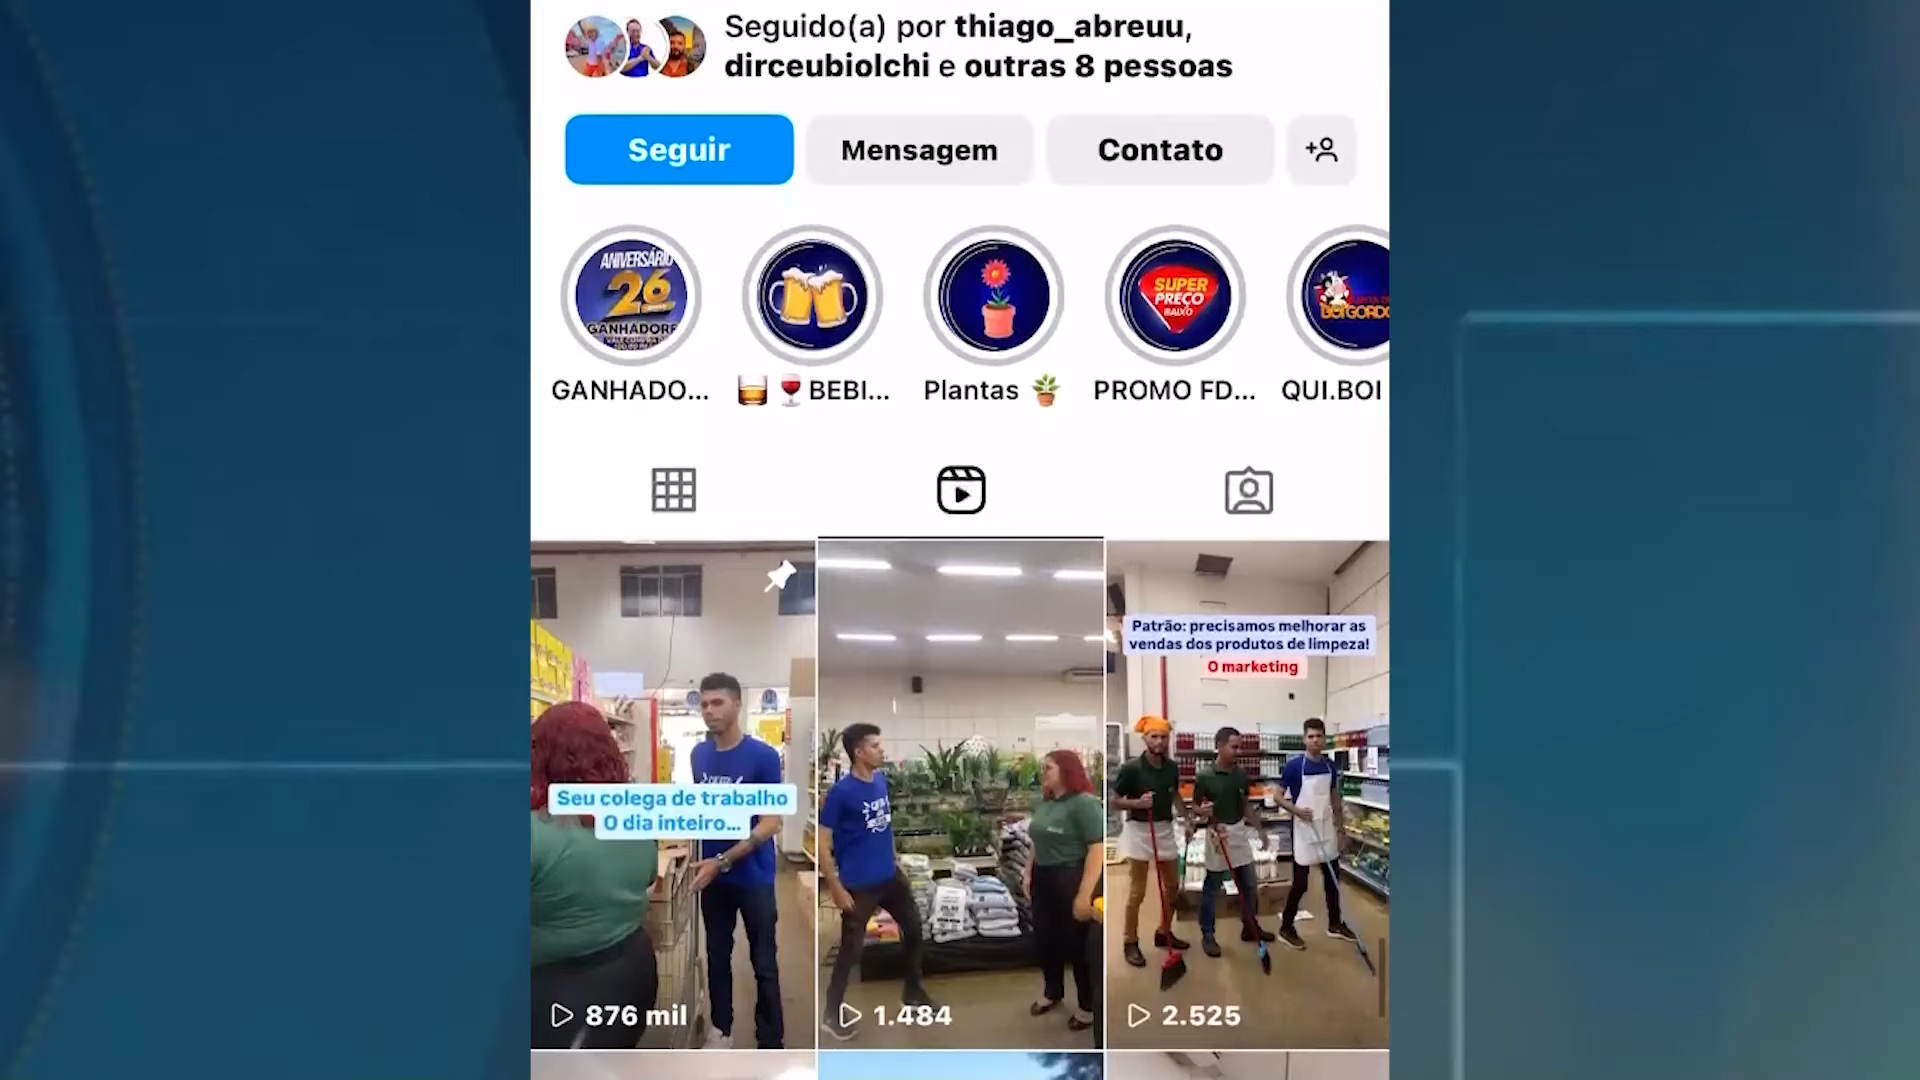 Seguido(a) por thiago_abreuu,
dirceubiolchi e outras 8 pessoas
Seguir
Mensagem
Contato
ANIVERSÁRIO
26
SUPER
PREÇO
BAIXO
GANHADO...
BEBI...
Plantas
PROMO FD...
QUI.BOI
Patrão: precisamos melhorar as
vendas dos produtos de limpeza!
O marketing
Seu colega de trabalho
O dia inteiro...
876 mil
1.484
2.525